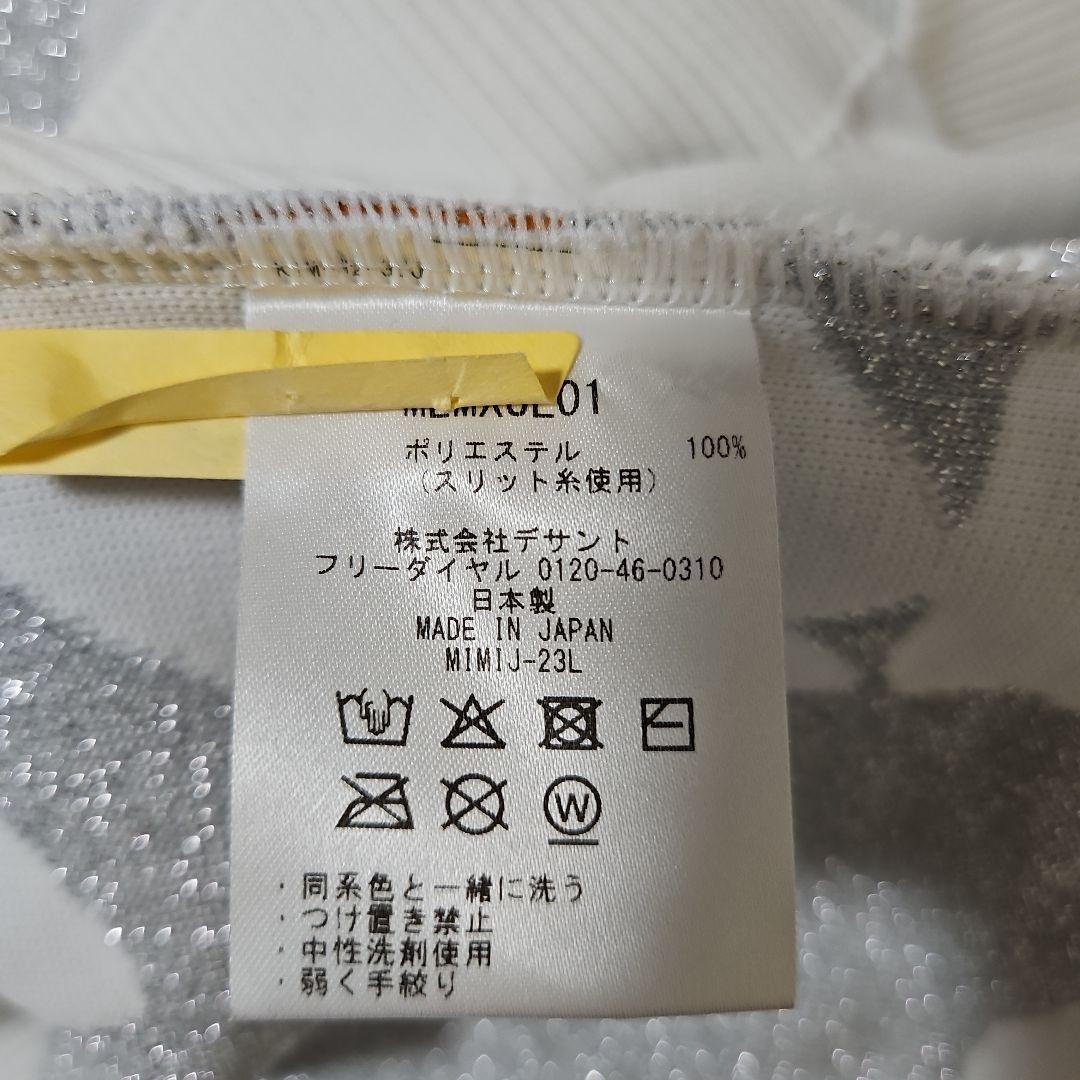 ポリエステル 100%
（スリット糸使用）
株式会社デサント
フリーダイヤル 0120-46-0310
日本製
MADE IN JAPAN
MIMIJ-23L
W
・同系色と一緒に洗う
・つけ置き禁止
・中性洗剤使用
・弱く手絞り